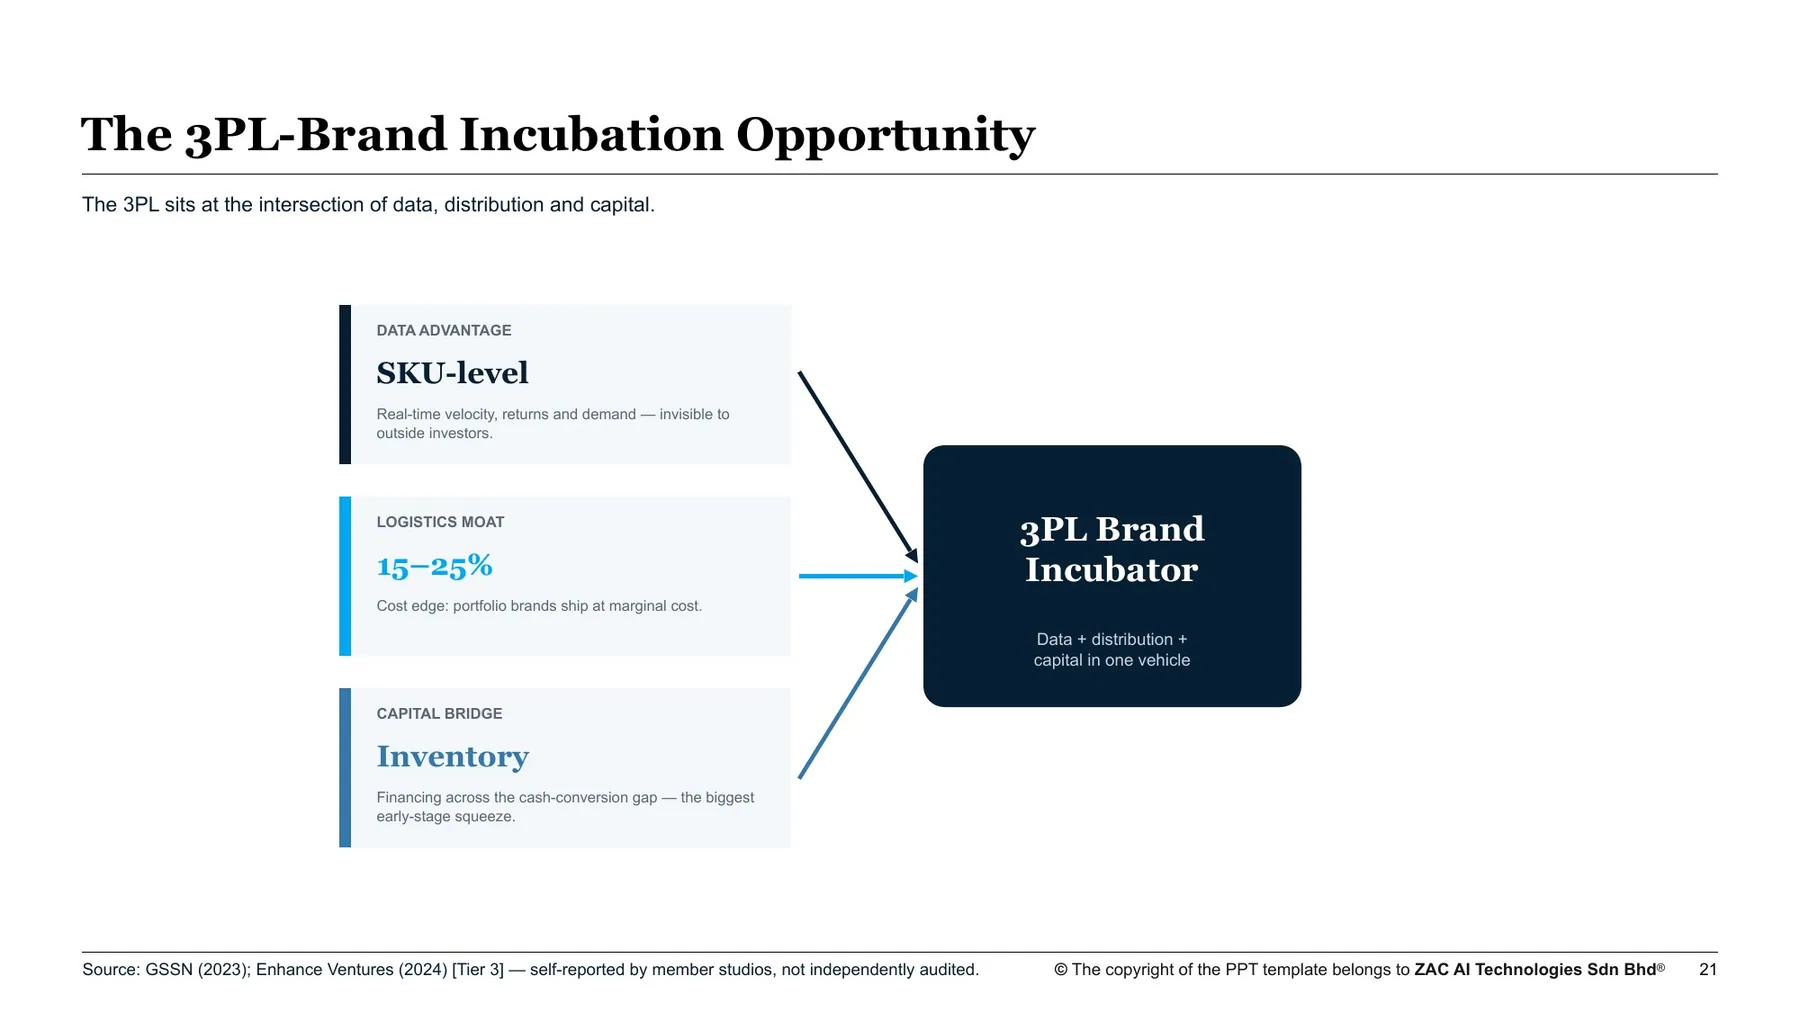 The 3PL-Brand Incubation Opportunity
The 3PL sits at the intersection of data, distribution and capital.
DATA ADVANTAGE
SKU-level
Real-time velocity, returns and demand — invisible to
outside investors.
LOGISTICS MOAT
15–25%
Cost edge: portfolio brands ship at marginal cost.
CAPITAL BRIDGE
Inventory
Financing across the cash-conversion gap — the biggest
early-stage squeeze.
3PL Brand
Incubator
Data + distribution +
capital in one vehicle
Source: GSSN (2023); Enhance Ventures (2024) [Tier 3] — self-reported by member studios, not independently audited.
© The copyright of the PPT template belongs to ZAC AI Technologies Sdn Bhd®
21